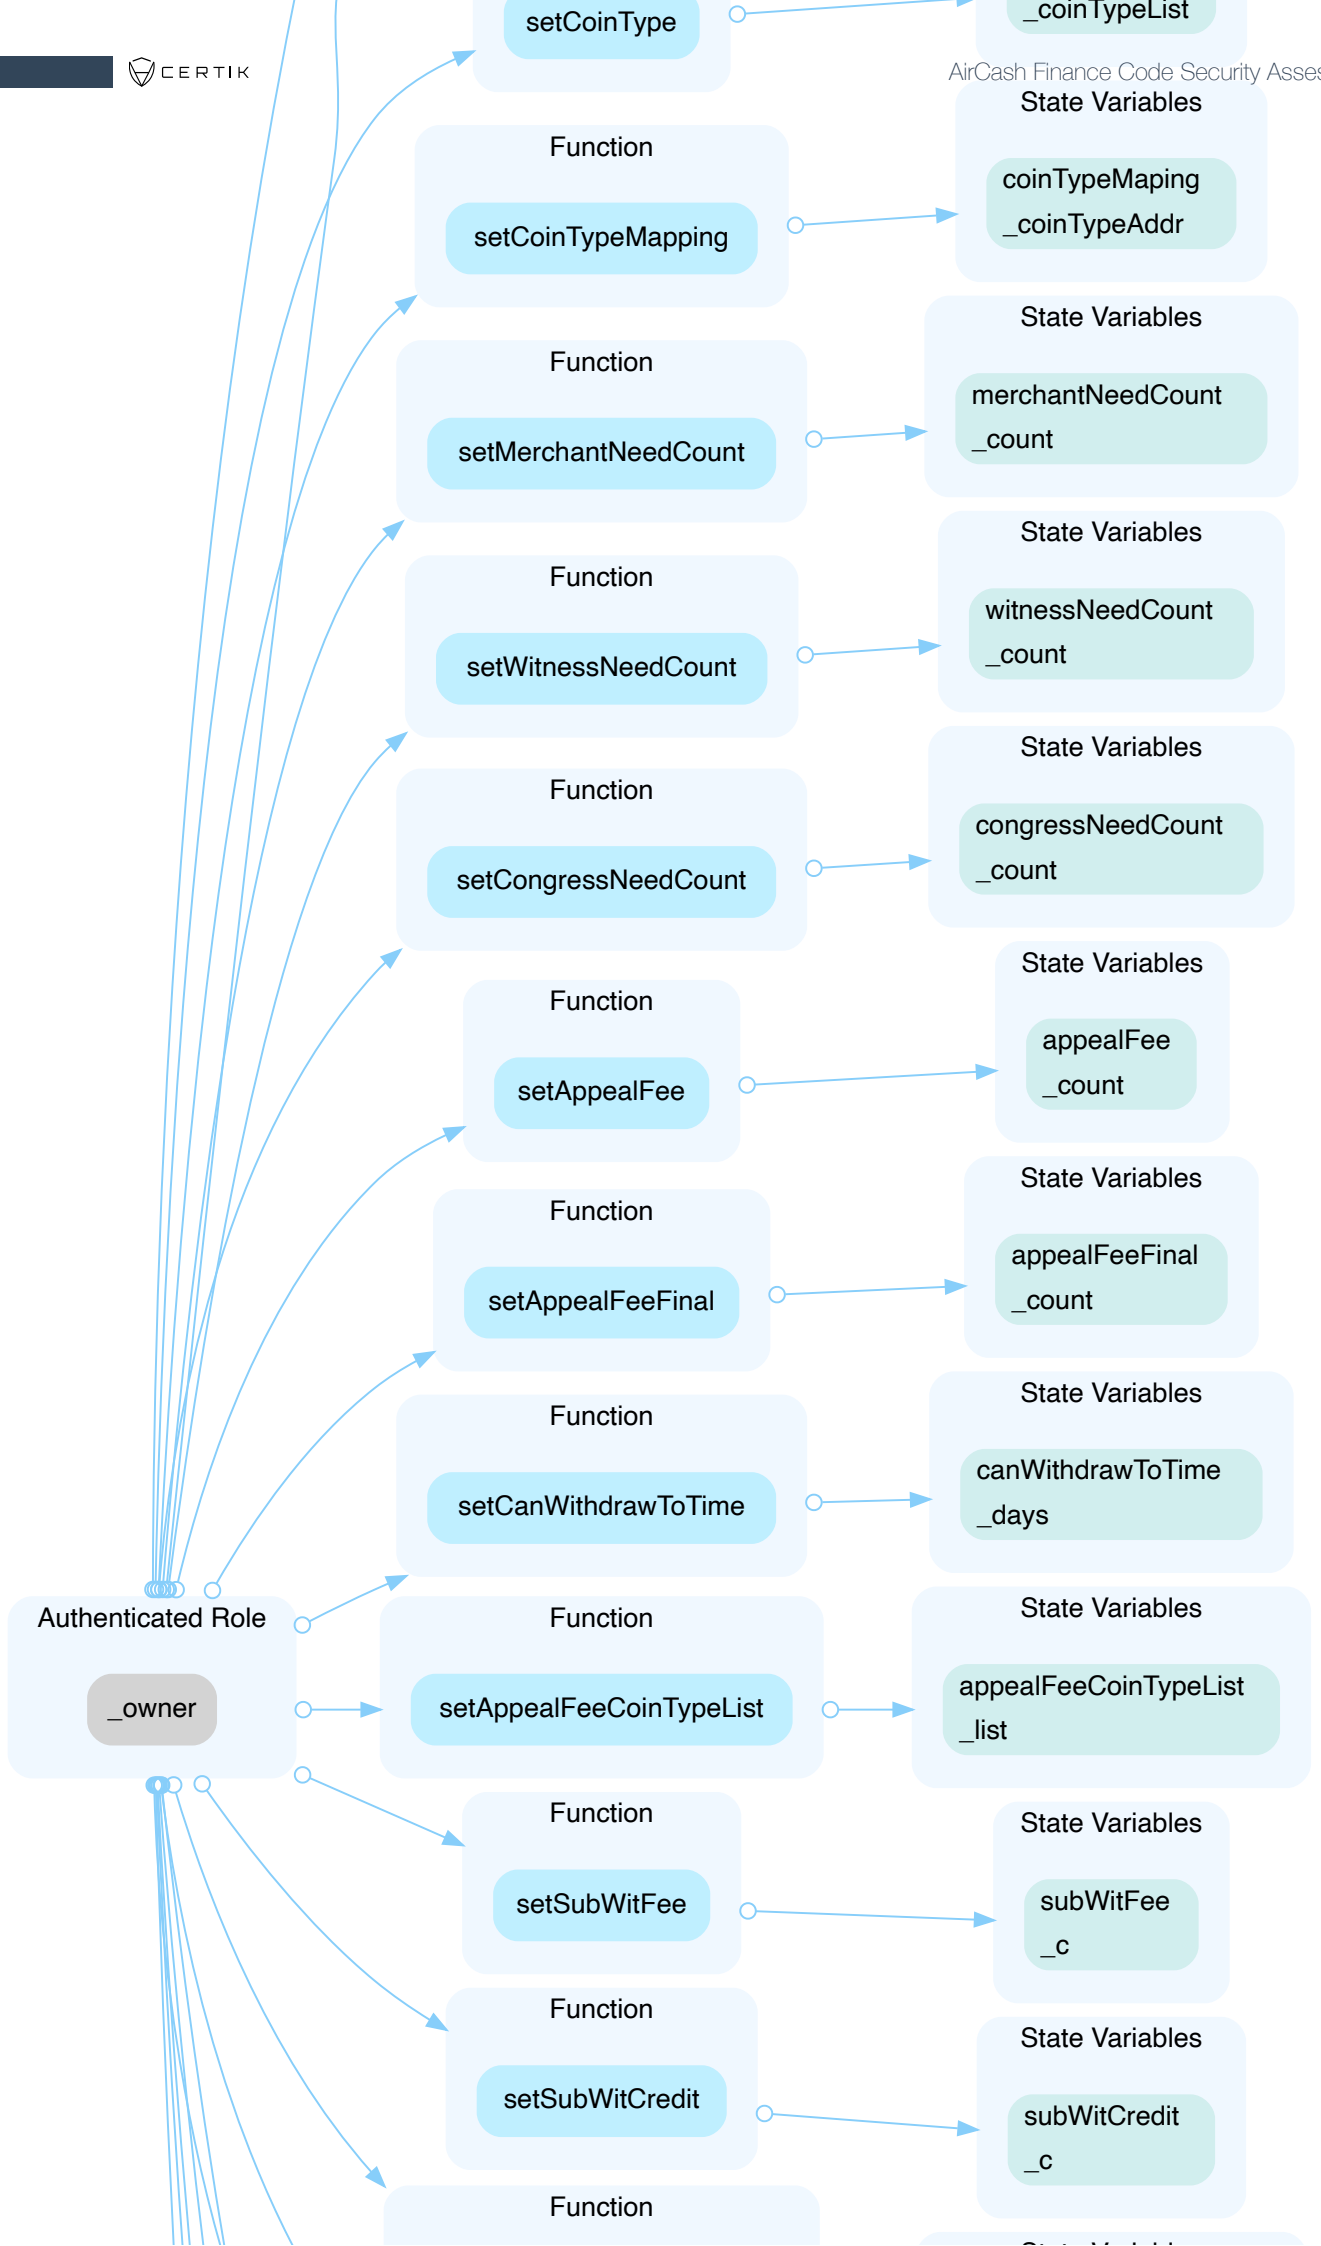 setCoinType
_coinTypeList
CERTIK
AirCash Finance Code Security
State Variables
Function
coinTypeMaping
_coinTypeAddr
setCoinTypeMapping
State Variables
Function
merchantNeedCount
_count
setMerchantNeedCount
State Variables
Function
witnessNeedCount
_count
setWitnessNeedCount
State Variables
Function
congressNeedCount
_count
setCongressNeedCount
State Variables
Function
appealFee
_count
setAppealFee
State Variables
Function
appealFeeFinal
_count
setAppealFeeFinal
State Variables
Function
canWithdrawToTime
_days
setCanWithdrawToTime
Authenticated Role
_owner
Function
setAppealFeeCoinTypeList
State Variables
appealFeeCoinTypeList
_list
Function
setSubWitFee
State Variables
subWitFee
_c
Function
setSubWitCredit
State Variables
subWitCredit
_c
Function